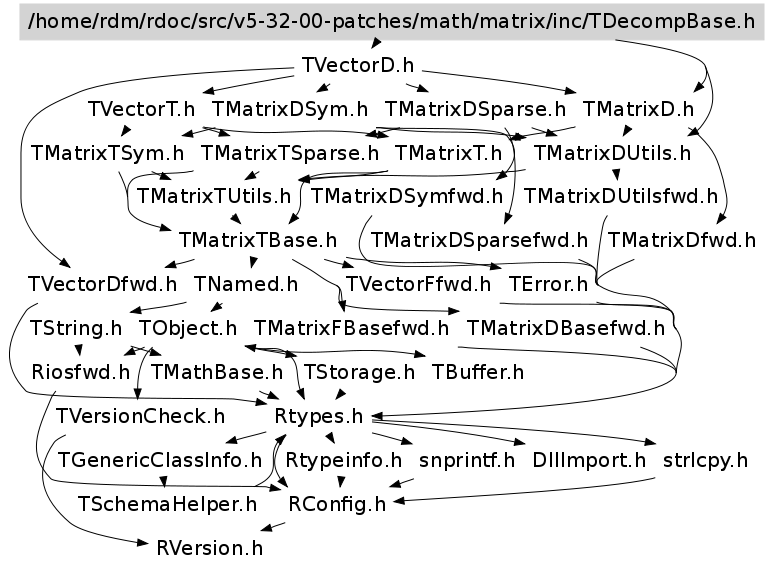 /home/rdm/rdoc/src/v5-32-00-patches/math/matrix/inc/TDecompBase.h
TVectorD.h
TVectorT.h TMatrixDSym.h TMatrixDSparse.h TMatrixD.h
TMatrixTSym.h TMatrixTSparse.h TMatrixT.h TMatrixDUtils.h
TMatrixTUtils.h TMatrixDSymfwd.h TMatrixDUtilsfwd.h
TMatrixTBase.h TMatrixDSparsefwd.h TMatrixDfwd.h
TVectorDfwd.h TNamed.h TVectorFfwd.h TError.h
TString.h TObject.h TMatrixFBasefwd.h TMatrixDBasefwd.h
Riosfwd.h TMathBase.h TStorage.h TBuffer.h
TVersionCheck.h Rtypes.h
TGenericClassInfo.h Rtypeinfo.h snprintf.h DllImport.h strlcpy.h
TSchemaHelper.h RConfig.h
RVersion.h